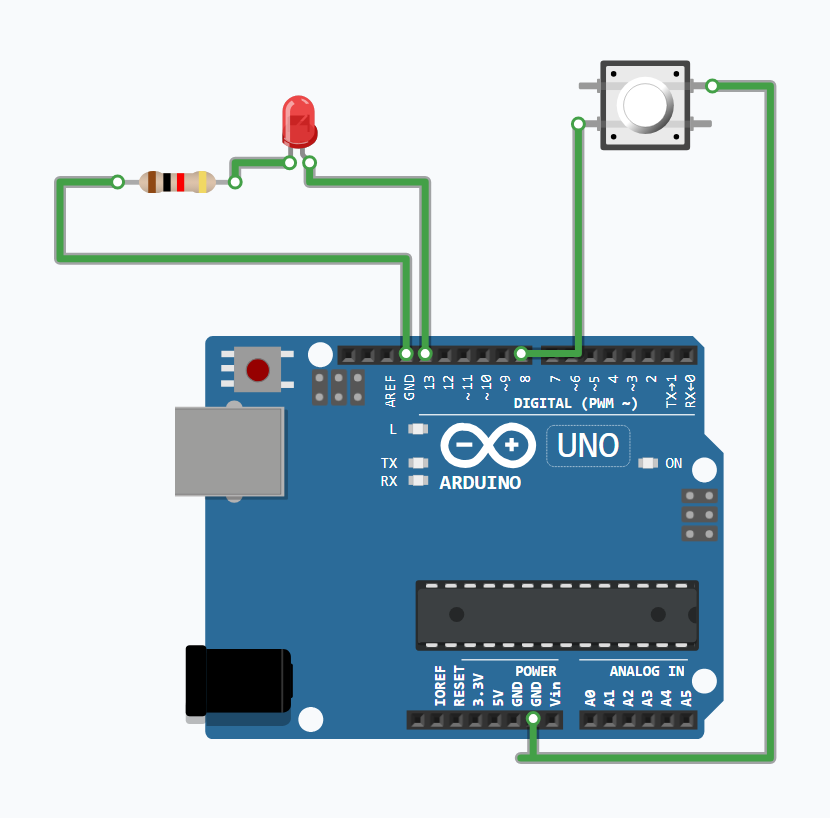 AREF
GND
13
12
~11
~10
~9
8
7
~6
~5
4
~3
2
TX→1
RX←0
DIGITAL (PWM ~)
L
UNO
TX
ON
RX
ARDUINO
POWER
ANALOG IN
IOREF
RESET
3.3V
5V
GND
GND
Vin
A0
A1
A2
A3
A4
A5